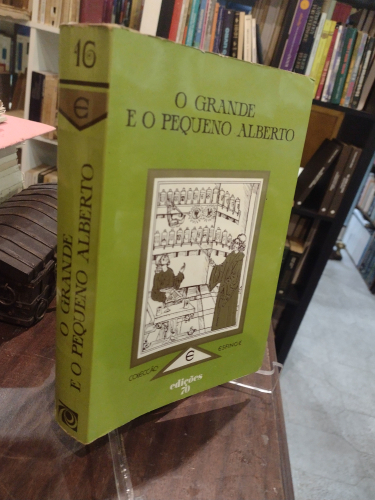 16
E
O GRANDE
E O PEQUENO ALBERTO
O GRANDE
E O PEQUENO ALBERTO
COLECÇÃO
E
ESFINGE
edições
70